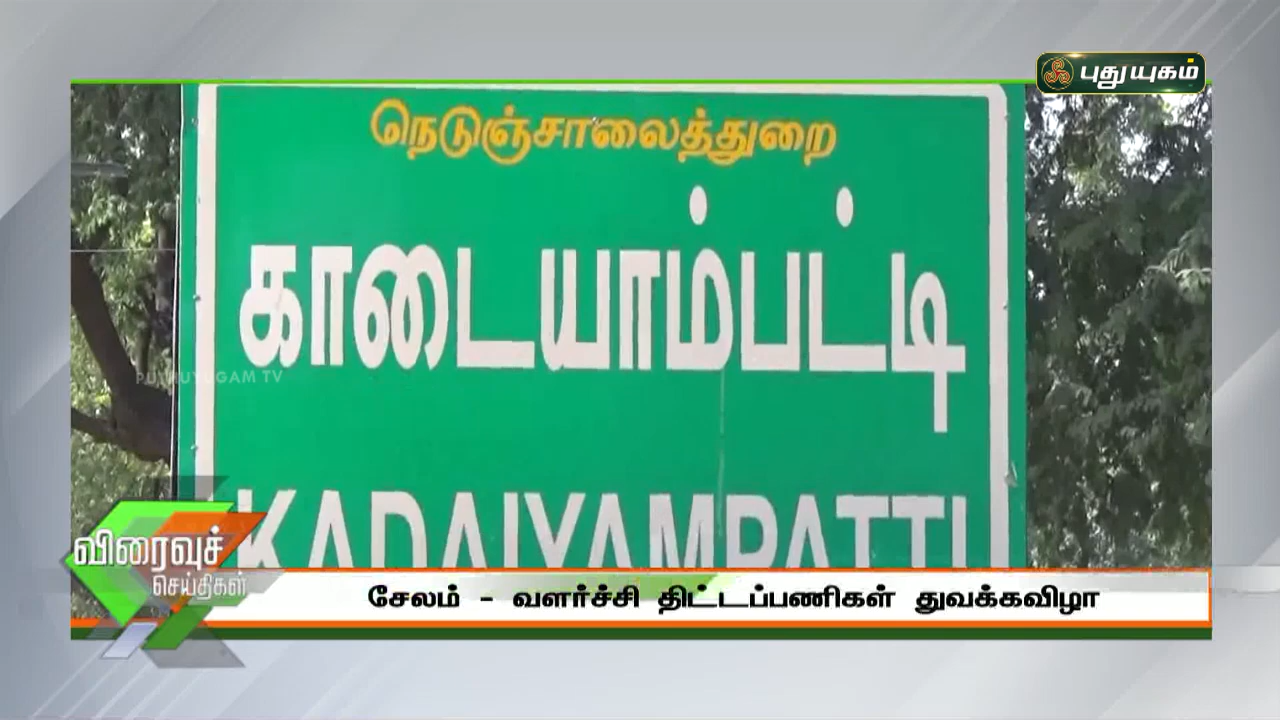 புதுயுகம்
நெடுஞ்சாலைத்துறை
காடையாம்பட்டி
PUTHUYUGAM TV
KADAIYAMPATTI
விரைவுச்
செய்திகள்
சேலம் - வளர்ச்சி திட்டப்பணிகள் துவக்கவிழா